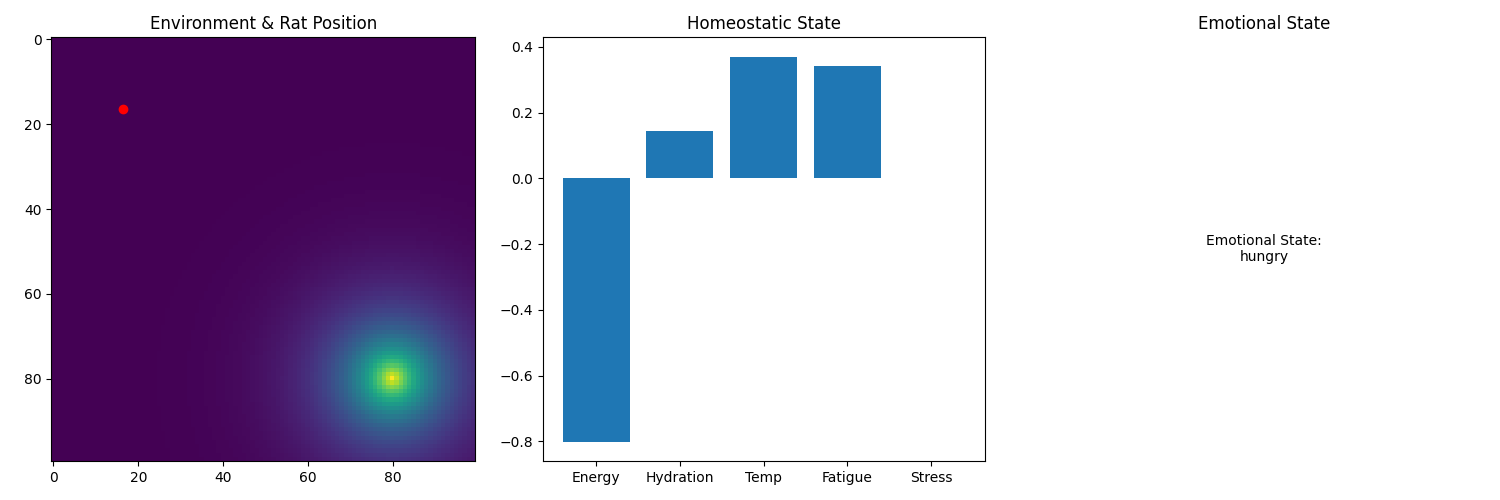 Environment & Rat Position
0
20
40
60
80
0
20
40
60
80
Homeostatic State
0.4
0.2
0.0
−0.2
−0.4
−0.6
−0.8
Energy
Hydration
Temp
Fatigue
Stress
Emotional State
Emotional State:
hungry